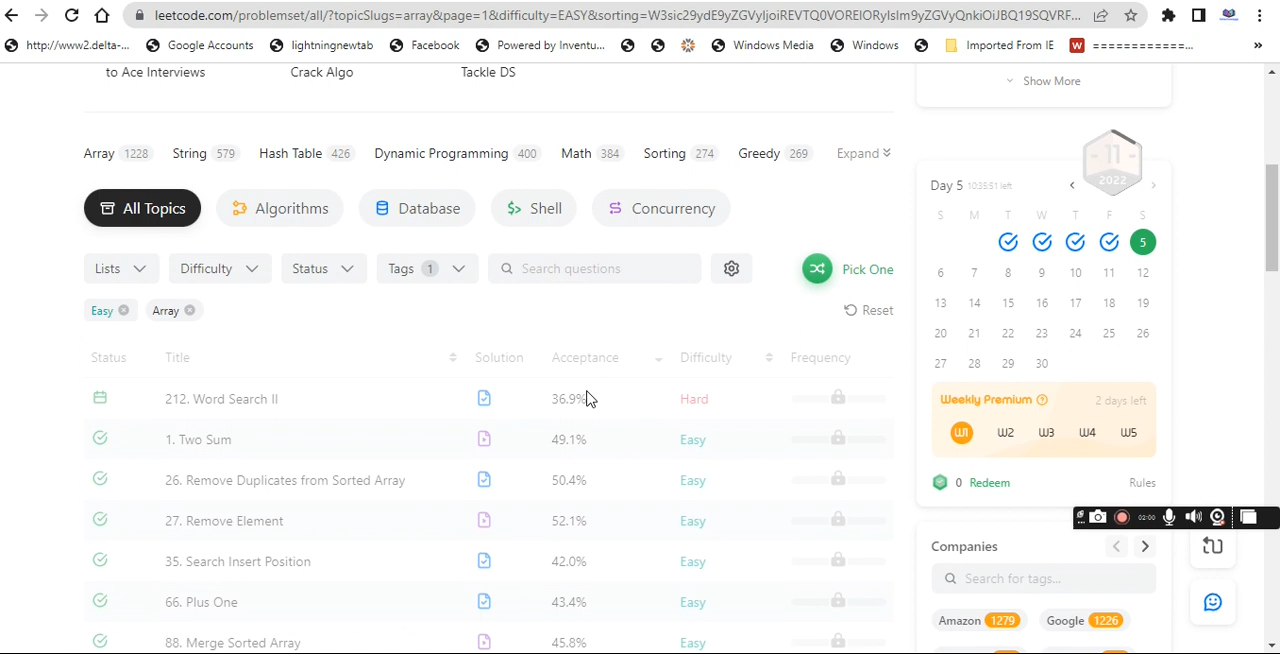 leetcode.com/problemset/all/?topicSlugs=array&page=1&difficulty=EASY&sorting=W3sic29ydE9yZGVyIjoiREVTQ0VORElORyIsIm9yZGVyQnkiOiJBQ19SQVRF...
http://www2.delta-... Google Accounts lightningnewtab Facebook Powered by Inventu... Windows Media Windows Imported From IE ============... »
to Ace Interviews Crack Algo Tackle DS
Show More
Array 1228 String 579 Hash Table 426 Dynamic Programming 400 Math 384 Sorting 274 Greedy 269 Expand
11
2022
Day 5 10:35:51 left
S M T W T F S
5
6 7 8 9 10 11 12
13 14 15 16 17 18 19
20 21 22 23 24 25 26
27 28 29 30
All Topics Algorithms Database Shell Concurrency
Lists Difficulty Status Tags 1 Search questions Pick One
Easy Array Reset
Status Title Solution Acceptance Difficulty Frequency
212. Word Search II 36.9% Hard
1. Two Sum 49.1% Easy
26. Remove Duplicates from Sorted Array 50.4% Easy
27. Remove Element 52.1% Easy
35. Search Insert Position 42.0% Easy
66. Plus One 43.4% Easy
88. Merge Sorted Array 45.8% Easy
Weekly Premium 2 days left
W1 W2 W3 W4 W5
0 Redeem Rules
02:00
Companies
Search for tags...
Amazon 1279 Google 1226